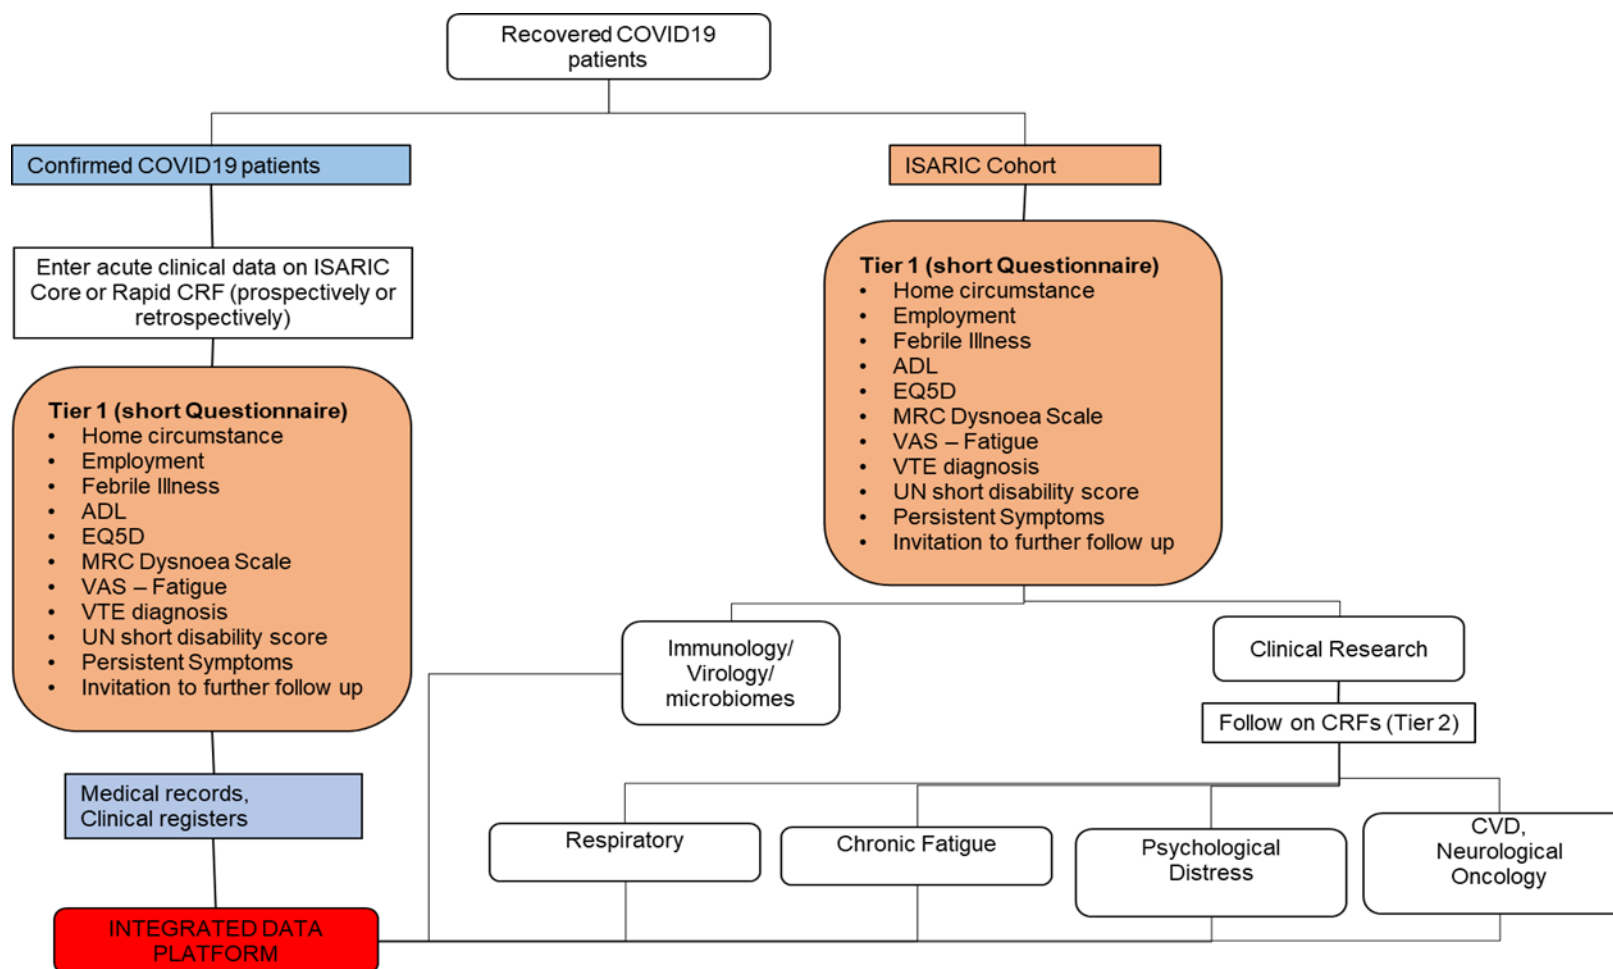 Recovered COVID19
patients
Confirmed COVID19 patients
ISARIC Cohort
Enter acute clinical data on ISARIC
Core or Rapid CRF (prospectively or
retrospectively)
Tier 1 (short Questionnaire)
• Home circumstance
• Employment
• Febrile Illness
• ADL
• EQ5D
• MRC Dysnoea Scale
• VAS – Fatigue
• VTE diagnosis
• UN short disability score
• Persistent Symptoms
• Invitation to further follow up
Tier 1 (short Questionnaire)
• Home circumstance
• Employment
• Febrile Illness
• ADL
• EQ5D
• MRC Dysnoea Scale
• VAS – Fatigue
• VTE diagnosis
• UN short disability score
• Persistent Symptoms
• Invitation to further follow up
Immunology/
Virology/
microbiomes
Clinical Research
Follow on CRFs (Tier 2)
Medical records,
Clinical registers
Respiratory
Chronic Fatigue
Psychological
Distress
CVD,
Neurological
Oncology
INTEGRATED DATA
PLATFORM